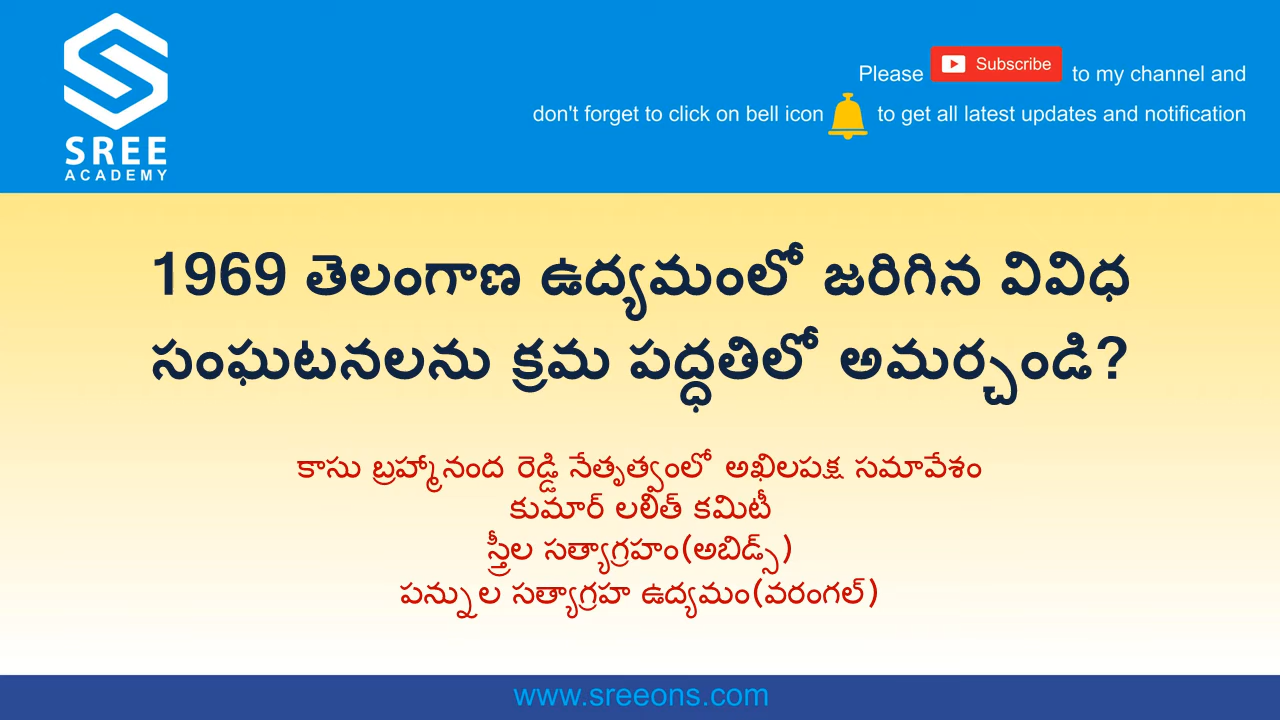 SREE
ACADEMY
Please Subscribe to my channel and
don't forget to click on bell icon to get all latest updates and notification
1969 తెలంగాణ ఉద్యమంలో జరిగిన వివిధ
సంఘటనలను క్రమ పద్ధతిలో అమర్చండి?
కాసు బ్రహ్మానంద రెడ్డి నేతృత్వంలో అఖిలపక్ష సమావేశం
కుమార్ లలిత్ కమిటీ
స్త్రీల సత్యాగ్రహం(అబిడ్స్)
పన్నుల సత్యాగ్రహ ఉద్యమం(వరంగల్)
www.sreeons.com